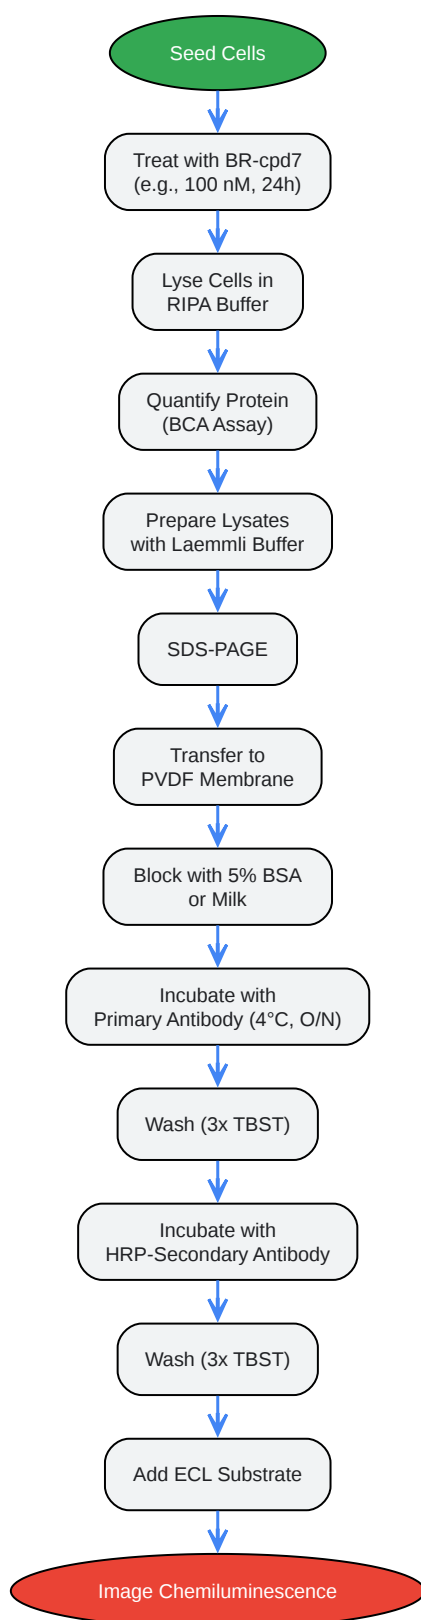 Seed Cells
Treat with BR-cpd7
(e.g., 100 nM, 24h)
Lyse Cells in
RIPA Buffer
Quantify Protein
(BCA Assay)
Prepare Lysates
with Laemmli Buffer
SDS-PAGE
Transfer to
PVDF Membrane
Block with 5% BSA
or Milk
Incubate with
Primary Antibody (4°C, O/N)
Wash (3x TBST)
Incubate with
HRP-Secondary Antibody
Wash (3x TBST)
Add ECL Substrate
Image Chemiluminescence